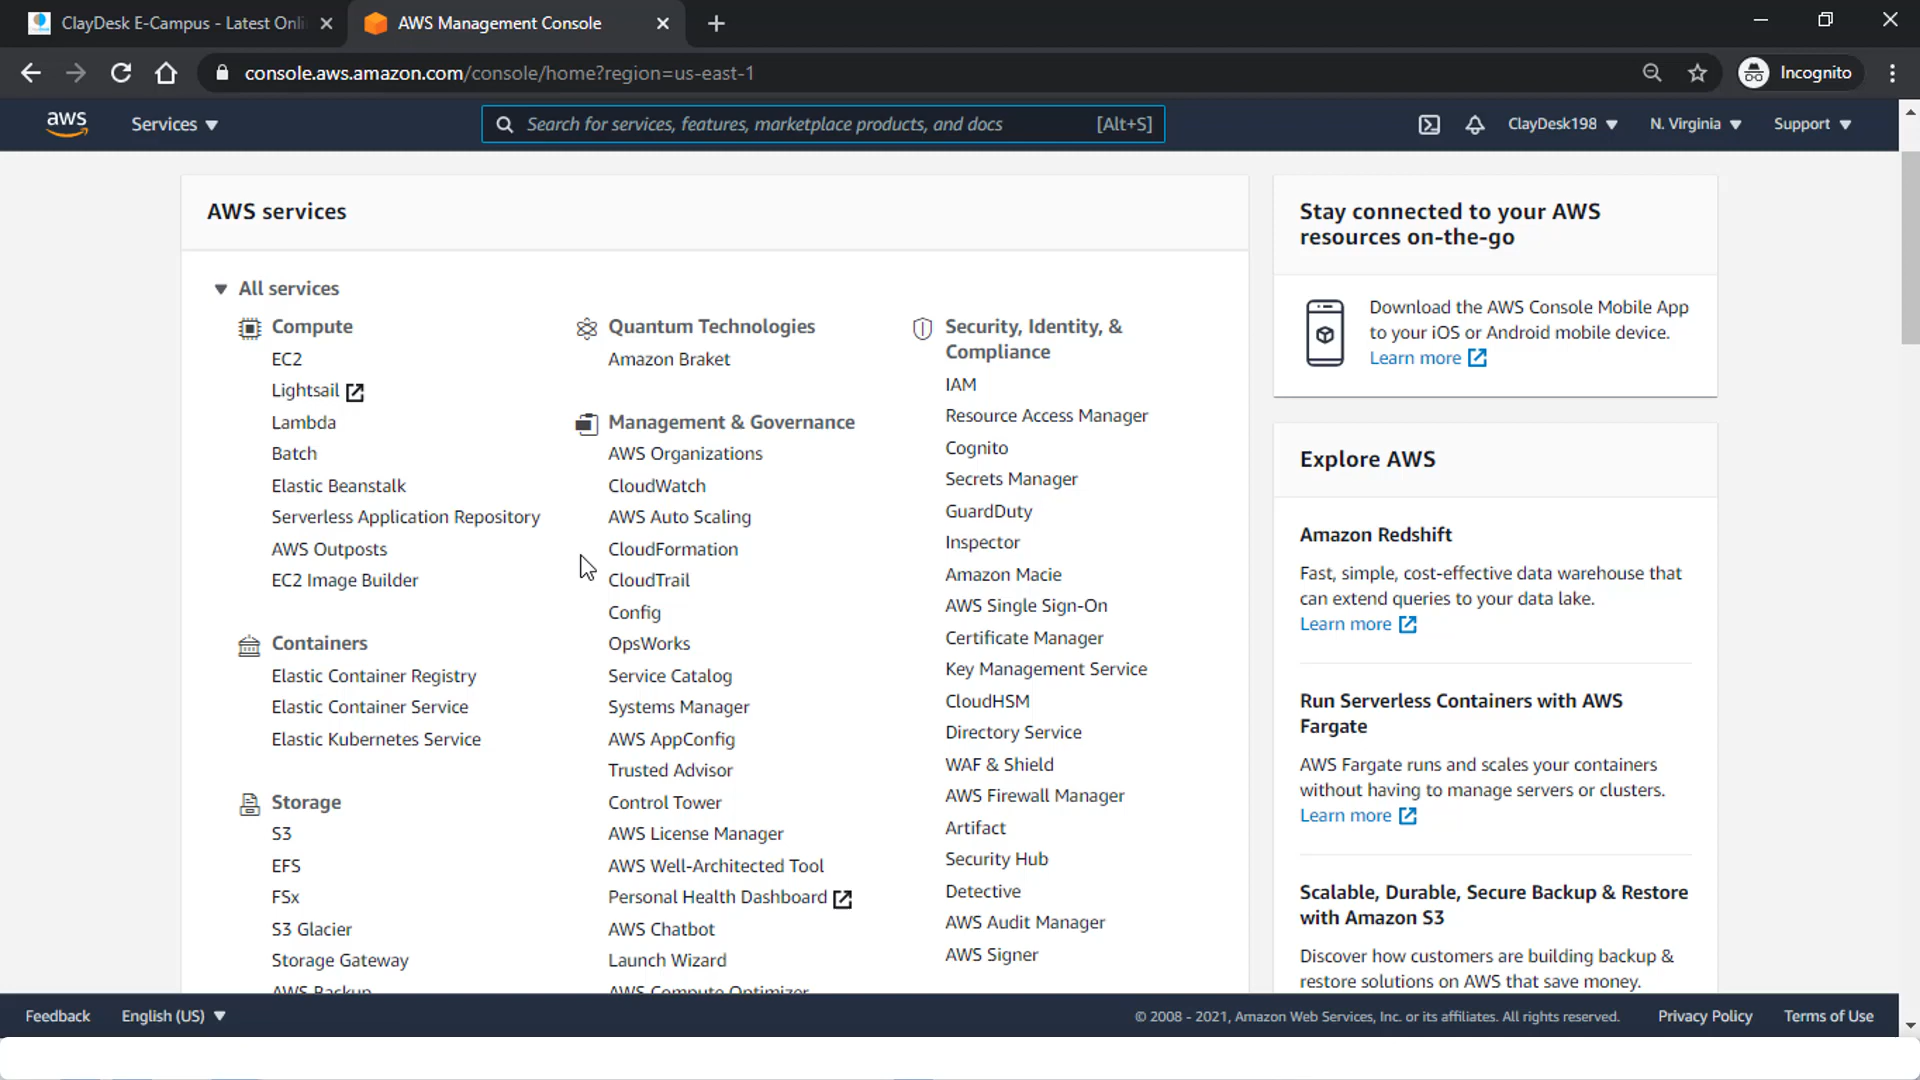 ClayDesk E-Campus - Latest Onli
AWS Management Console
console.aws.amazon.com/console/home?region=us-east-1
Incognito
aws
Services
Search for services, features, marketplace products, and docs
[Alt+S]
ClayDesk198
N. Virginia
Support
AWS services
All services
Compute
EC2
Lightsail
Lambda
Batch
Elastic Beanstalk
Serverless Application Repository
AWS Outposts
EC2 Image Builder
Containers
Elastic Container Registry
Elastic Container Service
Elastic Kubernetes Service
Storage
S3
EFS
FSx
S3 Glacier
Storage Gateway
AWS Backup
Quantum Technologies
Amazon Braket
Management & Governance
AWS Organizations
CloudWatch
AWS Auto Scaling
CloudFormation
CloudTrail
Config
OpsWorks
Service Catalog
Systems Manager
AWS AppConfig
Trusted Advisor
Control Tower
AWS License Manager
AWS Well-Architected Tool
Personal Health Dashboard
AWS Chatbot
Launch Wizard
AWS Compute Optimizer
Security, Identity, &
Compliance
IAM
Resource Access Manager
Cognito
Secrets Manager
GuardDuty
Inspector
Amazon Macie
AWS Single Sign-On
Certificate Manager
Key Management Service
CloudHSM
Directory Service
WAF & Shield
AWS Firewall Manager
Artifact
Security Hub
Detective
AWS Audit Manager
AWS Signer
Stay connected to your AWS
resources on-the-go
Download the AWS Console Mobile App
to your iOS or Android mobile device.
Learn more
Explore AWS
Amazon Redshift
Fast, simple, cost-effective data warehouse that
can extend queries to your data lake.
Learn more
Run Serverless Containers with AWS
Fargate
AWS Fargate runs and scales your containers
without having to manage servers or clusters.
Learn more
Scalable, Durable, Secure Backup & Restore
with Amazon S3
Discover how customers are building backup &
restore solutions on AWS that save money.
Feedback
English (US)
© 2008 - 2021, Amazon Web Services, Inc. or its affiliates. All rights reserved.
Privacy Policy
Terms of Use